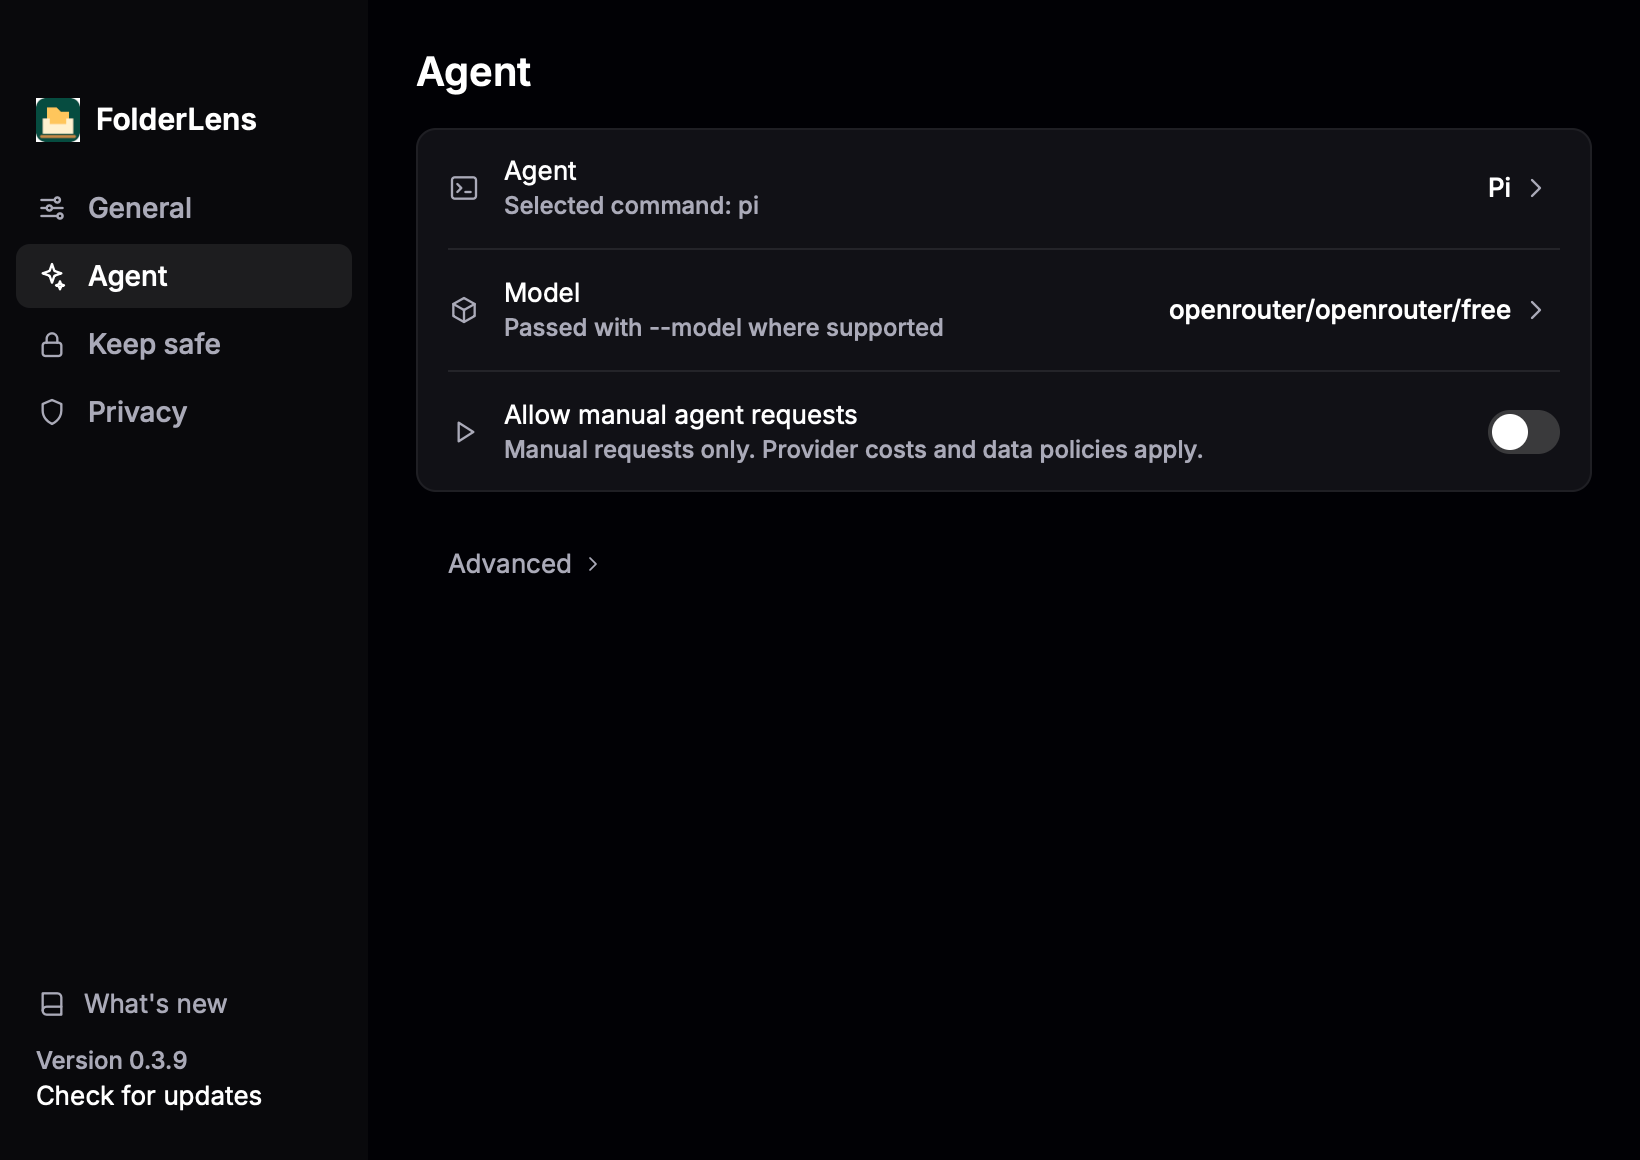 FolderLens
General
Agent
Keep safe
Privacy
What's new
Version 0.3.9
Check for updates
Agent
Agent
Selected command: pi
Pi
Model
Passed with --model where supported
openrouter/openrouter/free
Allow manual agent requests
Manual requests only. Provider costs and data policies apply.
Advanced